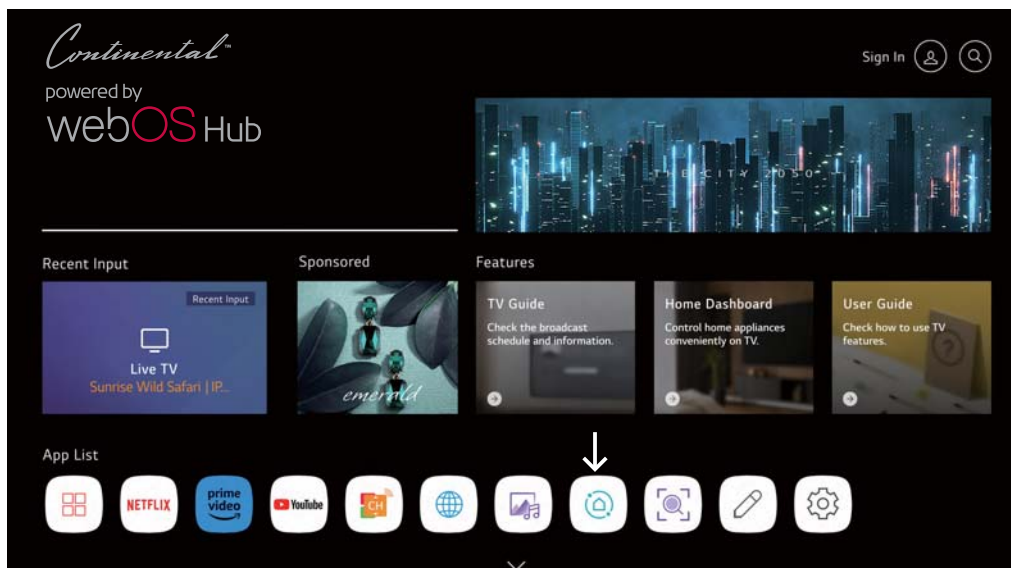 Continental™
Sign In
powered by
webOS Hub
THE CITY 2050
Recent Input
Sponsored
Features
Recent Input
Live TV
Sunrise Wild Safari | IP...
emerald
TV Guide
Check the broadcast
schedule and information.
Home Dashboard
Control home appliances
conveniently on TV.
User Guide
Check how to use TV
features.
App List
NETFLIX
prime
video
YouTube
CH